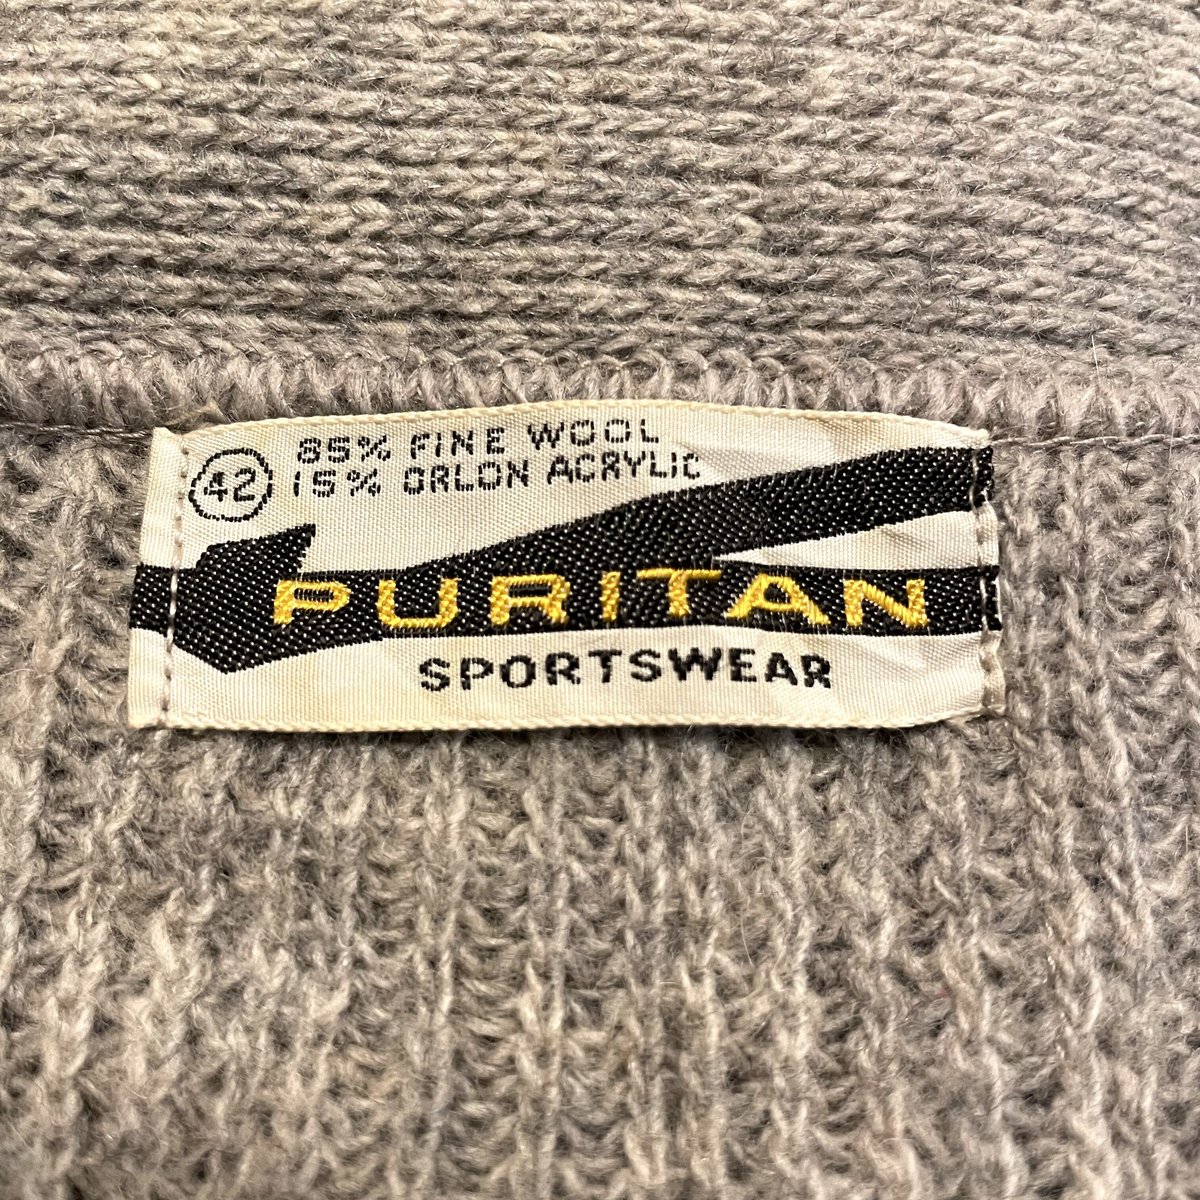 42
85% FINE WOOL
15% ORLON ACRYLIC
PURITAN
SPORTSWEAR